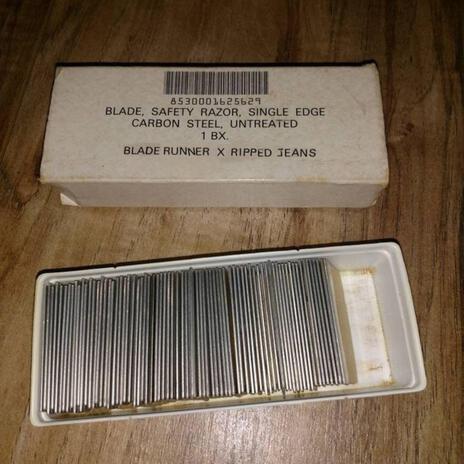 8530001625629
BLADE, SAFETY RAZOR, SINGLE EDGE
CARBON STEEL, UNTREATED
1 BX.
BLADE RUNNER X RIPPED JEANS